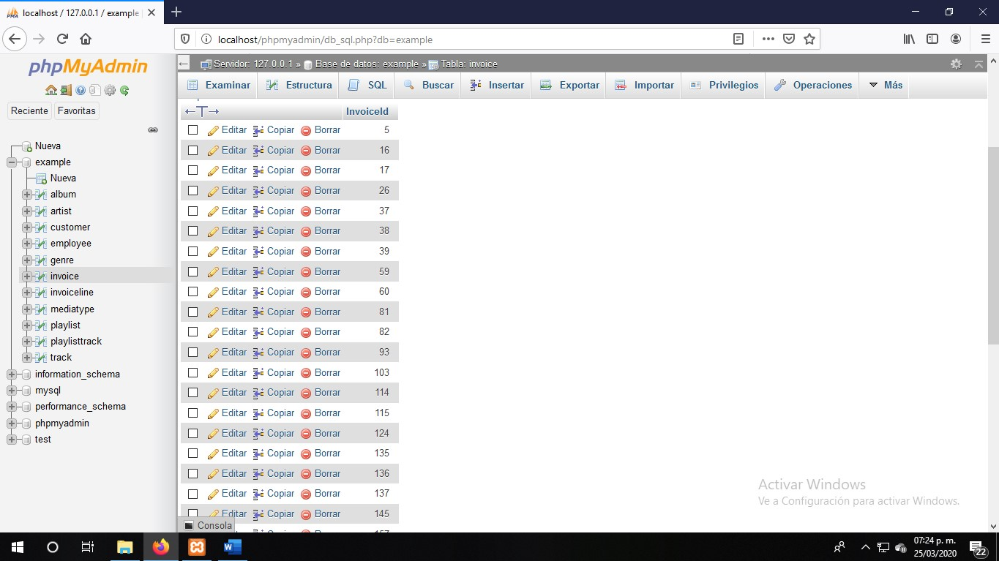 localhost / 127.0.0.1 / example
localhost/phpmyadmin/db_sql.php?db=example
phpMyAdmin
Reciente Favoritas
Nueva
example
Nueva
album
artist
customer
employee
genre
invoice
invoiceline
mediatype
playlist
playlisttrack
track
information_schema
mysql
performance_schema
phpmyadmin
test
Servidor: 127.0.0.1 » Base de datos: example » Tabla: invoice
Examinar Estructura SQL Buscar Insertar Exportar Importar Privilegios Operaciones Más
←T→ InvoiceId
Editar Copiar Borrar 5
Editar Copiar Borrar 16
Editar Copiar Borrar 17
Editar Copiar Borrar 26
Editar Copiar Borrar 37
Editar Copiar Borrar 38
Editar Copiar Borrar 39
Editar Copiar Borrar 59
Editar Copiar Borrar 60
Editar Copiar Borrar 81
Editar Copiar Borrar 82
Editar Copiar Borrar 93
Editar Copiar Borrar 103
Editar Copiar Borrar 114
Editar Copiar Borrar 115
Editar Copiar Borrar 124
Editar Copiar Borrar 135
Editar Copiar Borrar 136
Editar Copiar Borrar 137
Editar Copiar Borrar 145
Consola
Activar Windows
Ve a Configuración para activar Windows.
07:24 p. m.
25/03/2020
22